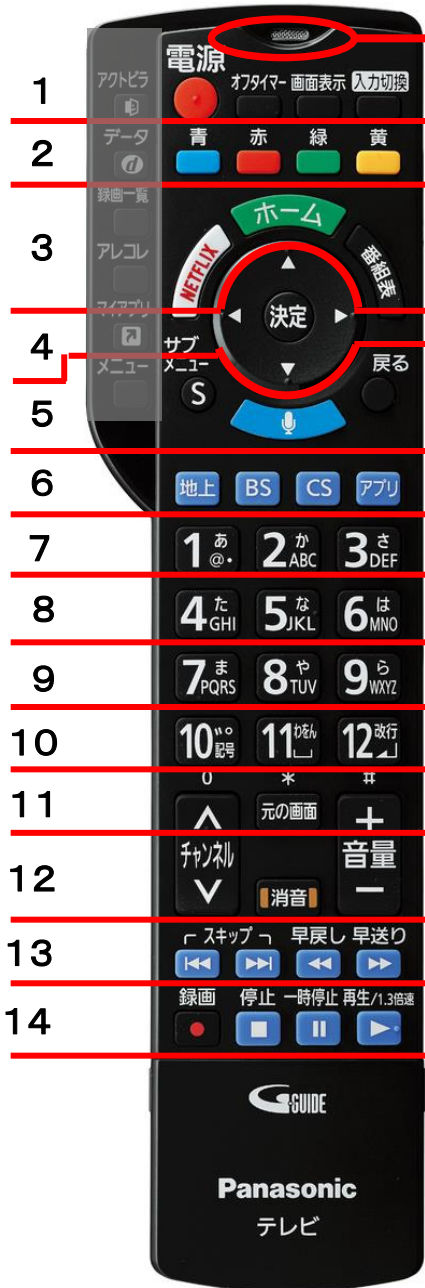 電源
アクトビラ
1
オフタイマー 画面表示 入力切換
データ
2
d
青 赤 緑 黄
録画一覧
ホーム
3
NETFLIX
番組表
アレコレ
マイアプリ
決定
4
サブ
メニュー
戻る
メニュー
S
5
6
地上 BS CS アプリ
7
1 あ @. 2 か ABC 3 さ DEF
8
4 た GHI 5 な JKL 6 は MNO
9
7 ま PQRS 8 や TUV 9 ら WXYZ
10
10 ゛゜ 記号 11 わをん 12 改行
0 * #
11
元の画面
+
チャンネル
音量
12
消音
−
スキップ 早戻し 早送り
13
録画 停止 一時停止 再生/1.3倍速
14
G-GUIDE
Panasonic
テレビ